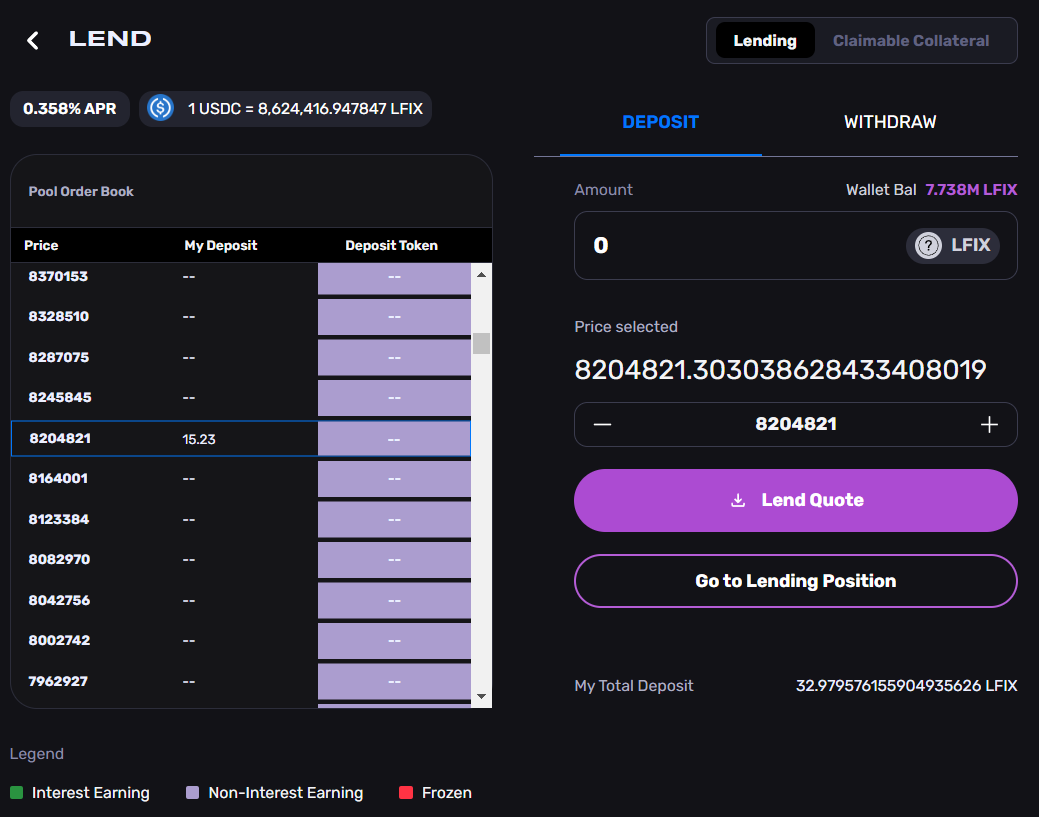 LEND
Lending Claimable Collateral
0.358% APR 1 USDC = 8,624,416.947847 LFIX
DEPOSIT WITHDRAW
Pool Order Book
Price My Deposit Deposit Token
8370153 -- --
8328510 -- --
8287075 -- --
8245845 -- --
8204821 15.23 --
8164001 -- --
8123384 -- --
8082970 -- --
8042756 -- --
8002742 -- --
7962927 -- --
Legend
Interest Earning Non-Interest Earning Frozen
Amount Wallet Bal 7.738M LFIX
0 ? LFIX
Price selected
8204821.303038628433408019
— 8204821 +
Lend Quote
Go to Lending Position
My Total Deposit 32.979576155904935626 LFIX